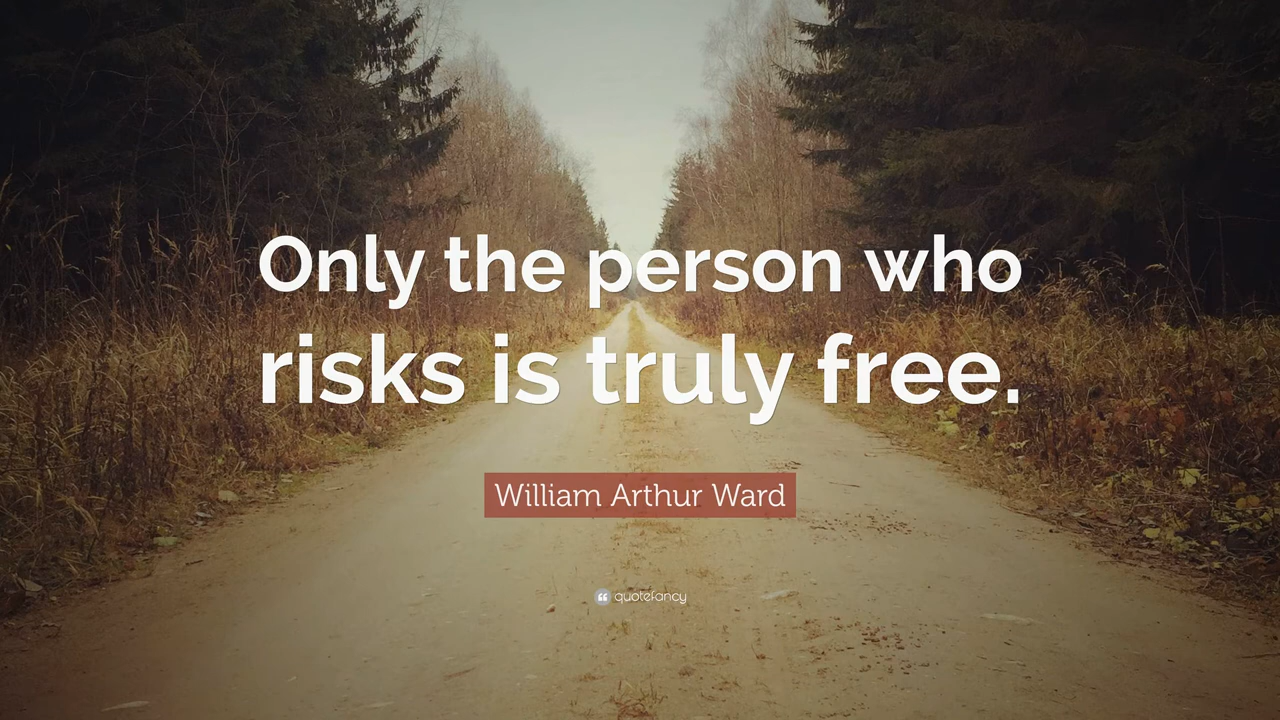 Only the person who
risks is truly free.
William Arthur Ward
quotefancy